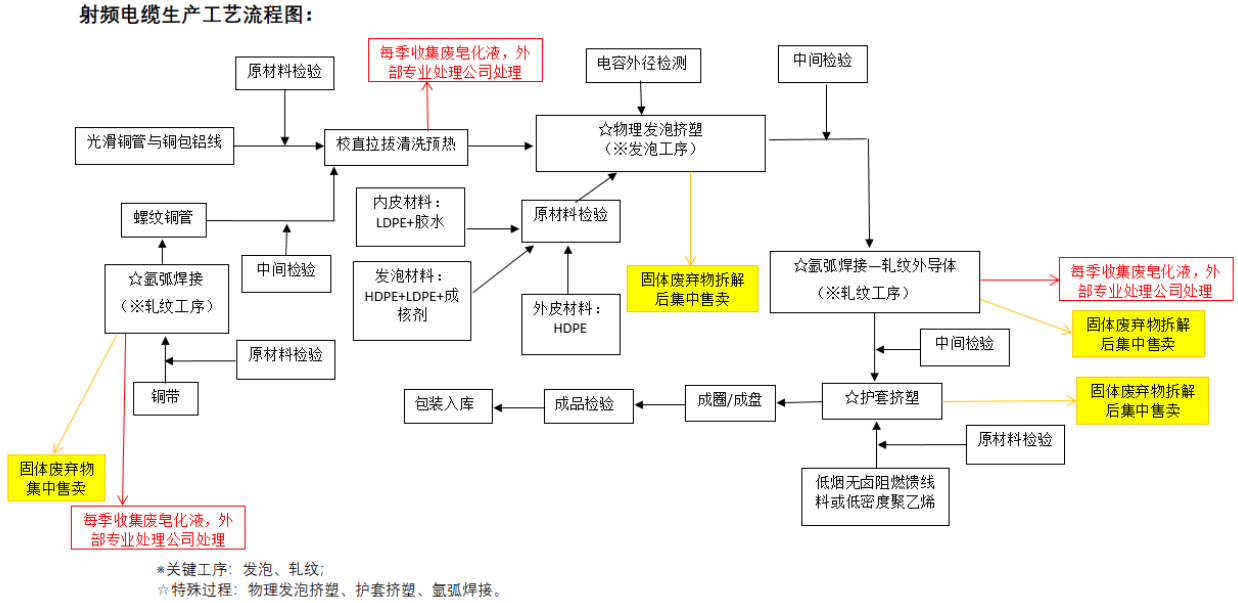 射频电缆生产工艺流程图：
每季收集废皂化液，外
部专业处理公司处理
原材料检验
电容外径检测
中间检验
光滑铜管与铜包铝线
校直拉拔清洗预热
☆物理发泡挤塑
（※发泡工序）
内皮材料：
LDPE+胶水
原材料检验
螺纹铜管
中间检验
☆氩弧焊接
（※轧纹工序）
发泡材料：
HDPE+LDPE+成
核剂
外皮材料：
HDPE
固体废弃物拆解
后集中售卖
☆氩弧焊接—轧纹外导体
（※轧纹工序）
每季收集废皂化液，外
部专业处理公司处理
固体废弃物拆解
后集中售卖
原材料检验
铜带
中间检验
包装入库
成品检验
成圈/成盘
☆护套挤塑
固体废弃物拆解
后集中售卖
原材料检验
固体废弃物
集中售卖
低烟无卤阻燃馈线
料或低密度聚乙烯
每季收集废皂化液，外
部专业处理公司处理
※关键工序：发泡、轧纹；
☆特殊过程：物理发泡挤塑、护套挤塑、氩弧焊接。